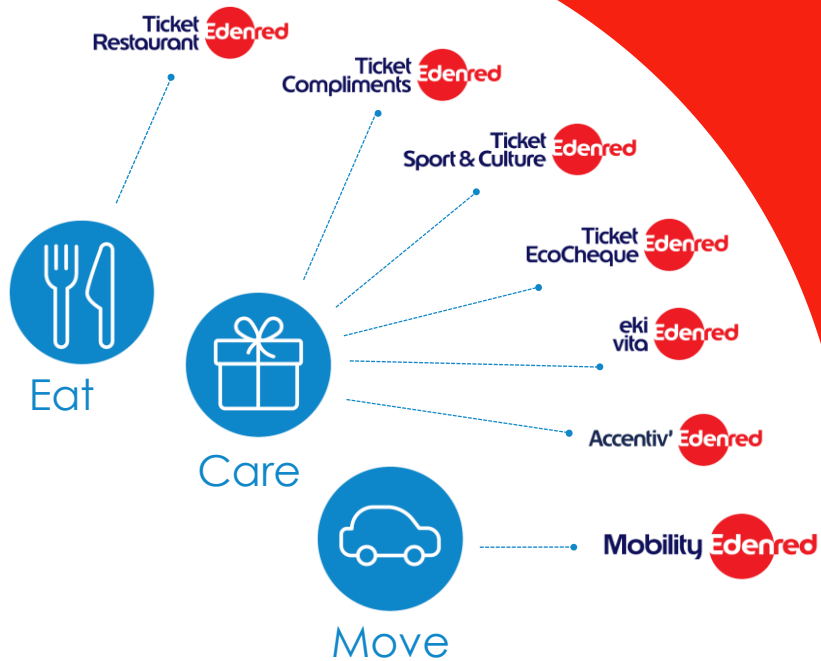 Ticket
Restaurant Edenred
Ticket
Compliments Edenred
Ticket
Sport & Culture Edenred
Ticket
EcoCheque Edenred
eki
vita Edenred
Eat
Accentiv' Edenred
Care
Mobility Edenred
Move